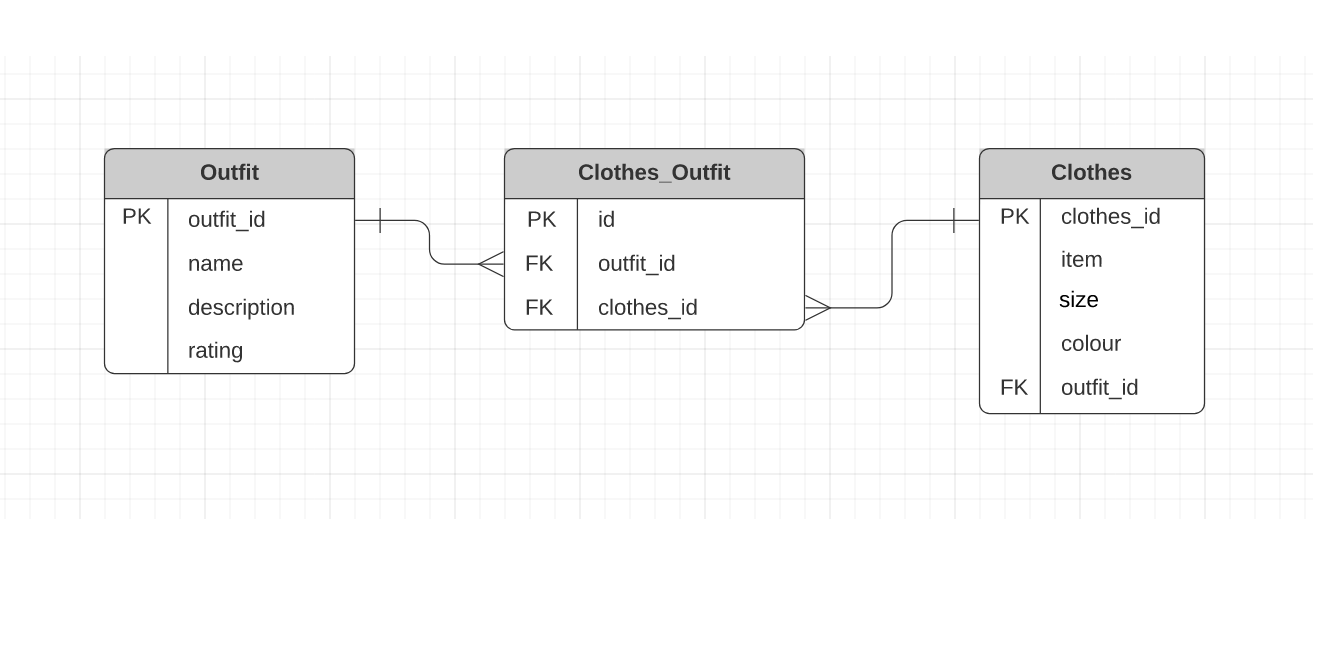 Outfit
PK outfit_id
name
description
rating
Clothes_Outfit
PK id
FK outfit_id
FK clothes_id
Clothes
PK clothes_id
item
size
colour
FK outfit_id